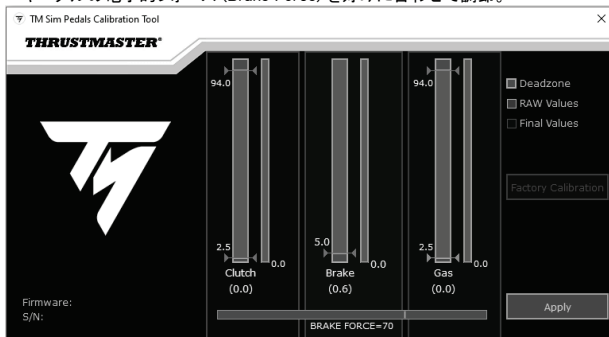 TM Sim Pedals Calibration Tool
THRUSTMASTER®
94.0
94.0
Deadzone
RAW Values
Final Values
Factory Calibration
2.5
0.0
5.0
0.0
2.5
0.0
Clutch
Brake
Gas
(0.0)
(0.6)
(0.0)
Firmware:
S/N:
BRAKE FORCE=70
Apply